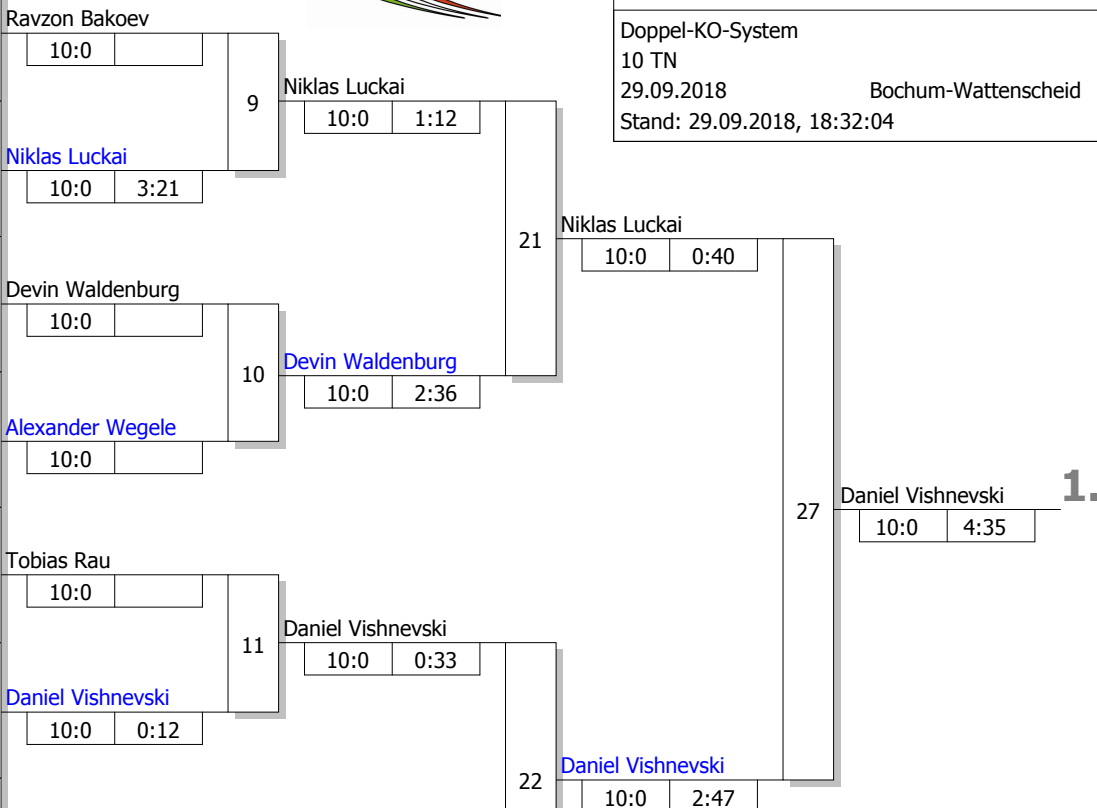 Ravzon Bakoev
10:0
Doppel-KO-System
10 TN
29.09.2018 Bochum-Wattenscheid
Stand: 29.09.2018, 18:32:04
9
Niklas Luckai
10:0 1:12
Niklas Luckai
10:0 3:21
21
Niklas Luckai
10:0 0:40
Devin Waldenburg
10:0
10
Devin Waldenburg
10:0 2:36
Alexander Wegele
10:0
27
Daniel Vishnevski 1.
10:0 4:35
Tobias Rau
10:0
11
Daniel Vishnevski
10:0 0:33
Daniel Vishnevski
10:0 0:12
22
Daniel Vishnevski
10:0 2:47